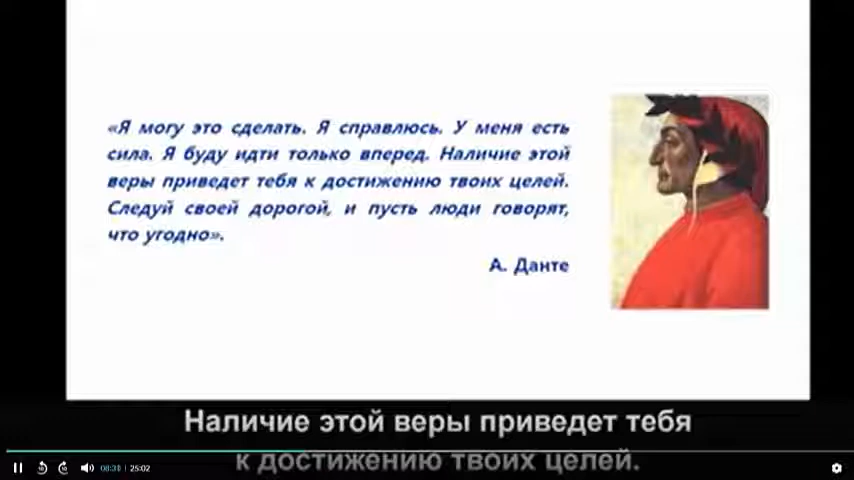 «Я могу это сделать. Я справлюсь. У меня есть
сила. Я буду идти только вперед. Наличие этой
веры приведет тебя к достижению твоих целей.
Следуй своей дорогой, и пусть люди говорят,
что угодно».
А. Данте
Наличие этой веры приведет тебя
к достижению твоих целей.
08:38 | 25:02